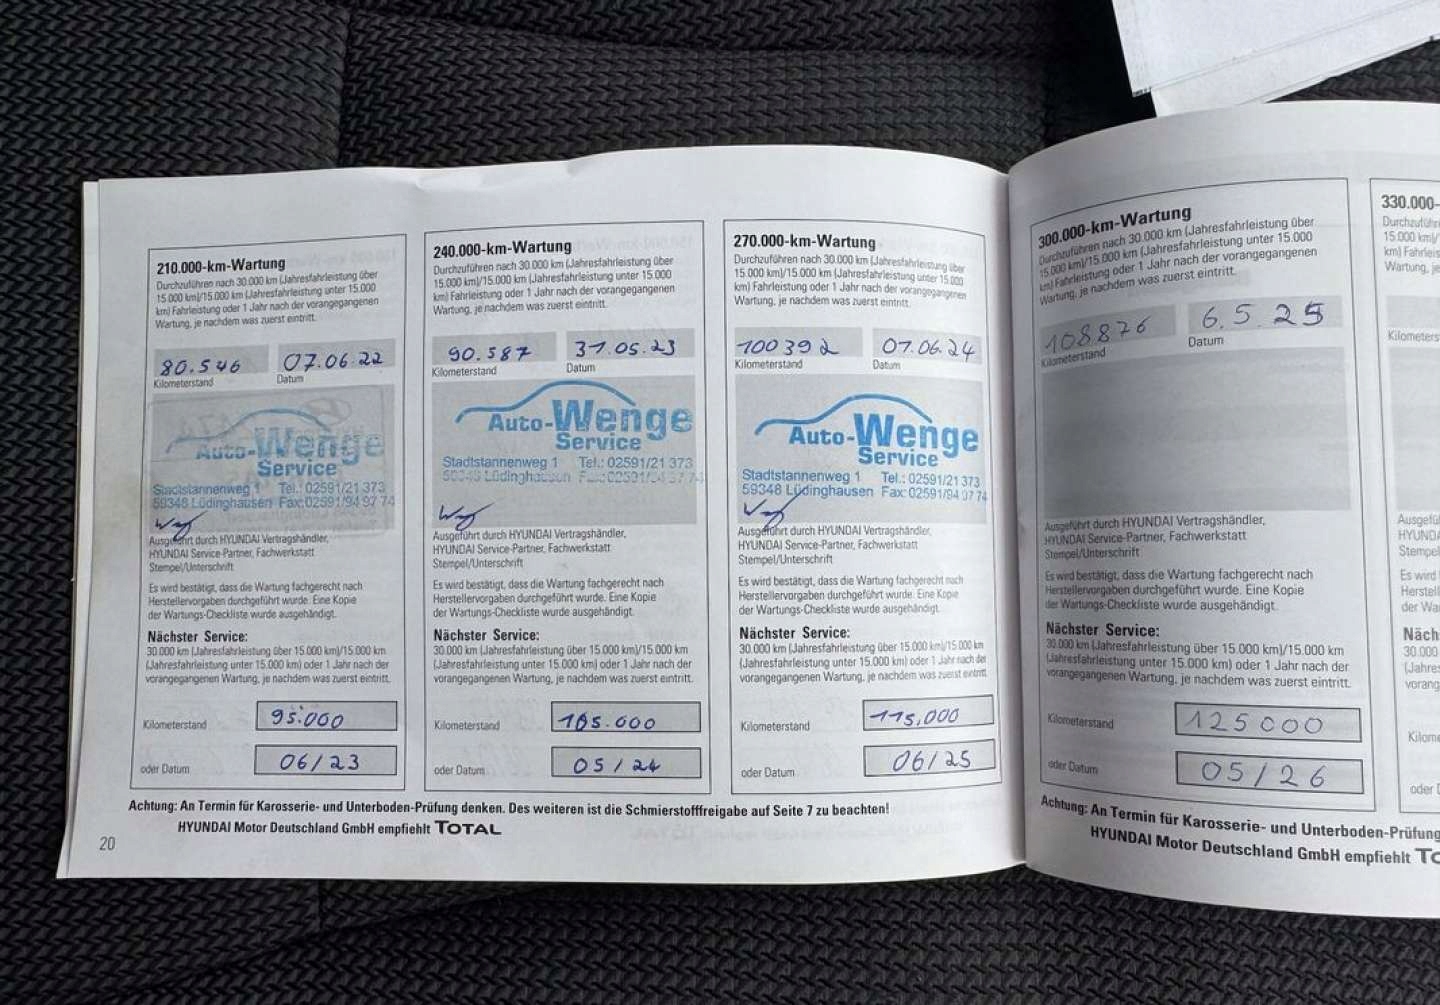 210.000-km-Wartung
Durchzuführen nach 30.000 km (Jahresfahrleistung über
15.000 km)/15.000 km (Jahresfahrleistung unter 15.000
km) Fahrleistung oder 1 Jahr nach der vorangegangenen
Wartung, je nachdem was zuerst eintritt.
80.546 07.06.22
Kilometerstand Datum
Auto-Wenge
Service
Stadtstannenweg 1 Tel.: 02591/21 373
59348 Lüdinghausen Fax: 02591/94 97 74
Ausgeführt durch HYUNDAI Vertragshändler,
HYUNDAI Service-Partner, Fachwerkstatt
Stempel/Unterschrift
Es wird bestätigt, dass die Wartung fachgerecht nach
Herstellervorgaben durchgeführt wurde. Eine Kopie
der Wartungs-Checkliste wurde ausgehändigt.
Nächster Service:
30.000 km (Jahresfahrleistung über 15.000 km)/15.000 km
(Jahresfahrleistung unter 15.000 km) oder 1 Jahr nach der
vorangegangenen Wartung, je nachdem was zuerst eintritt.
Kilometerstand 95.000
oder Datum 06/23
240.000-km-Wartung
Durchzuführen nach 30.000 km (Jahresfahrleistung über
15.000 km)/15.000 km (Jahresfahrleistung unter 15.000
km) Fahrleistung oder 1 Jahr nach der vorangegangenen
Wartung, je nachdem was zuerst eintritt.
90.587 31.05.23
Kilometerstand Datum
Auto-Wenge
Service
Stadtstannenweg 1 Tel.: 02591/21 373
59348 Lüdinghausen Fax: 02591/94 97 74
Ausgeführt durch HYUNDAI Vertragshändler,
HYUNDAI Service-Partner, Fachwerkstatt
Stempel/Unterschrift
Es wird bestätigt, dass die Wartung fachgerecht nach
Herstellervorgaben durchgeführt wurde. Eine Kopie
der Wartungs-Checkliste wurde ausgehändigt.
Nächster Service:
30.000 km (Jahresfahrleistung über 15.000 km)/15.000 km
(Jahresfahrleistung unter 15.000 km) oder 1 Jahr nach der
vorangegangenen Wartung, je nachdem was zuerst eintritt.
Kilometerstand 105.000
oder Datum 05/24
270.000-km-Wartung
Durchzuführen nach 30.000 km (Jahresfahrleistung über
15.000 km)/15.000 km (Jahresfahrleistung unter 15.000
km) Fahrleistung oder 1 Jahr nach der vorangegangenen
Wartung, je nachdem was zuerst eintritt.
100392 07.06.24
Kilometerstand Datum
Auto-Wenge
Service
Stadtstannenweg 1 Tel.: 02591/21 373
59348 Lüdinghausen Fax: 02591/94 97 74
Ausgeführt durch HYUNDAI Vertragshändler,
HYUNDAI Service-Partner, Fachwerkstatt
Stempel/Unterschrift
Es wird bestätigt, dass die Wartung fachgerecht nach
Herstellervorgaben durchgeführt wurde. Eine Kopie
der Wartungs-Checkliste wurde ausgehändigt.
Nächster Service:
30.000 km (Jahresfahrleistung über 15.000 km)/15.000 km
(Jahresfahrleistung unter 15.000 km) oder 1 Jahr nach der
vorangegangenen Wartung, je nachdem was zuerst eintritt
Kilometerstand 115,000
oder Datum 06/25
Achtung: An Termin für Karosserie- und Unterboden-Prüfung denken. Des weiteren ist die Schmierstofffreigabe auf Seite 7 zu beachten!
HYUNDAI Motor Deutschland GmbH empfiehlt TOTAL
20
300.000-km-Wartung
Durchzuführen nach 30.000 km (Jahresfahrleistung über
15.000 km)/15.000 km (Jahresfahrleistung unter 15.000
km) Fahrleistung oder 1 Jahr nach der vorangegangenen
Wartung, je nachdem was zuerst eintritt.
108876 6.5.25
Kilometerstand Datum
Ausgeführt durch HYUNDAI Vertragshändler,
HYUNDAI Service-Partner, Fachwerkstatt
Stempel/Unterschrift
Es wird bestätigt, dass die Wartung fachgerecht nach
Herstellervorgaben durchgeführt wurde. Eine Kopie
der Wartungs-Checkliste wurde ausgehändigt.
Nächster Service:
30.000 km (Jahresfahrleistung über 15.000 km)/15.000 km
(Jahresfahrleistung unter 15.000 km) oder 1 Jahr nach der
vorangegangenen Wartung, je nachdem was zuerst eintritt.
Kilometerstand 125000
oder Datum 05/26
Achtung: An Termin für Karosserie- und Unterboden-Prüfung
HYUNDAI Motor Deutschland GmbH empfiehlt
330.000-
15.000 km)/
Wartung, je
Es wird
30.000
oder